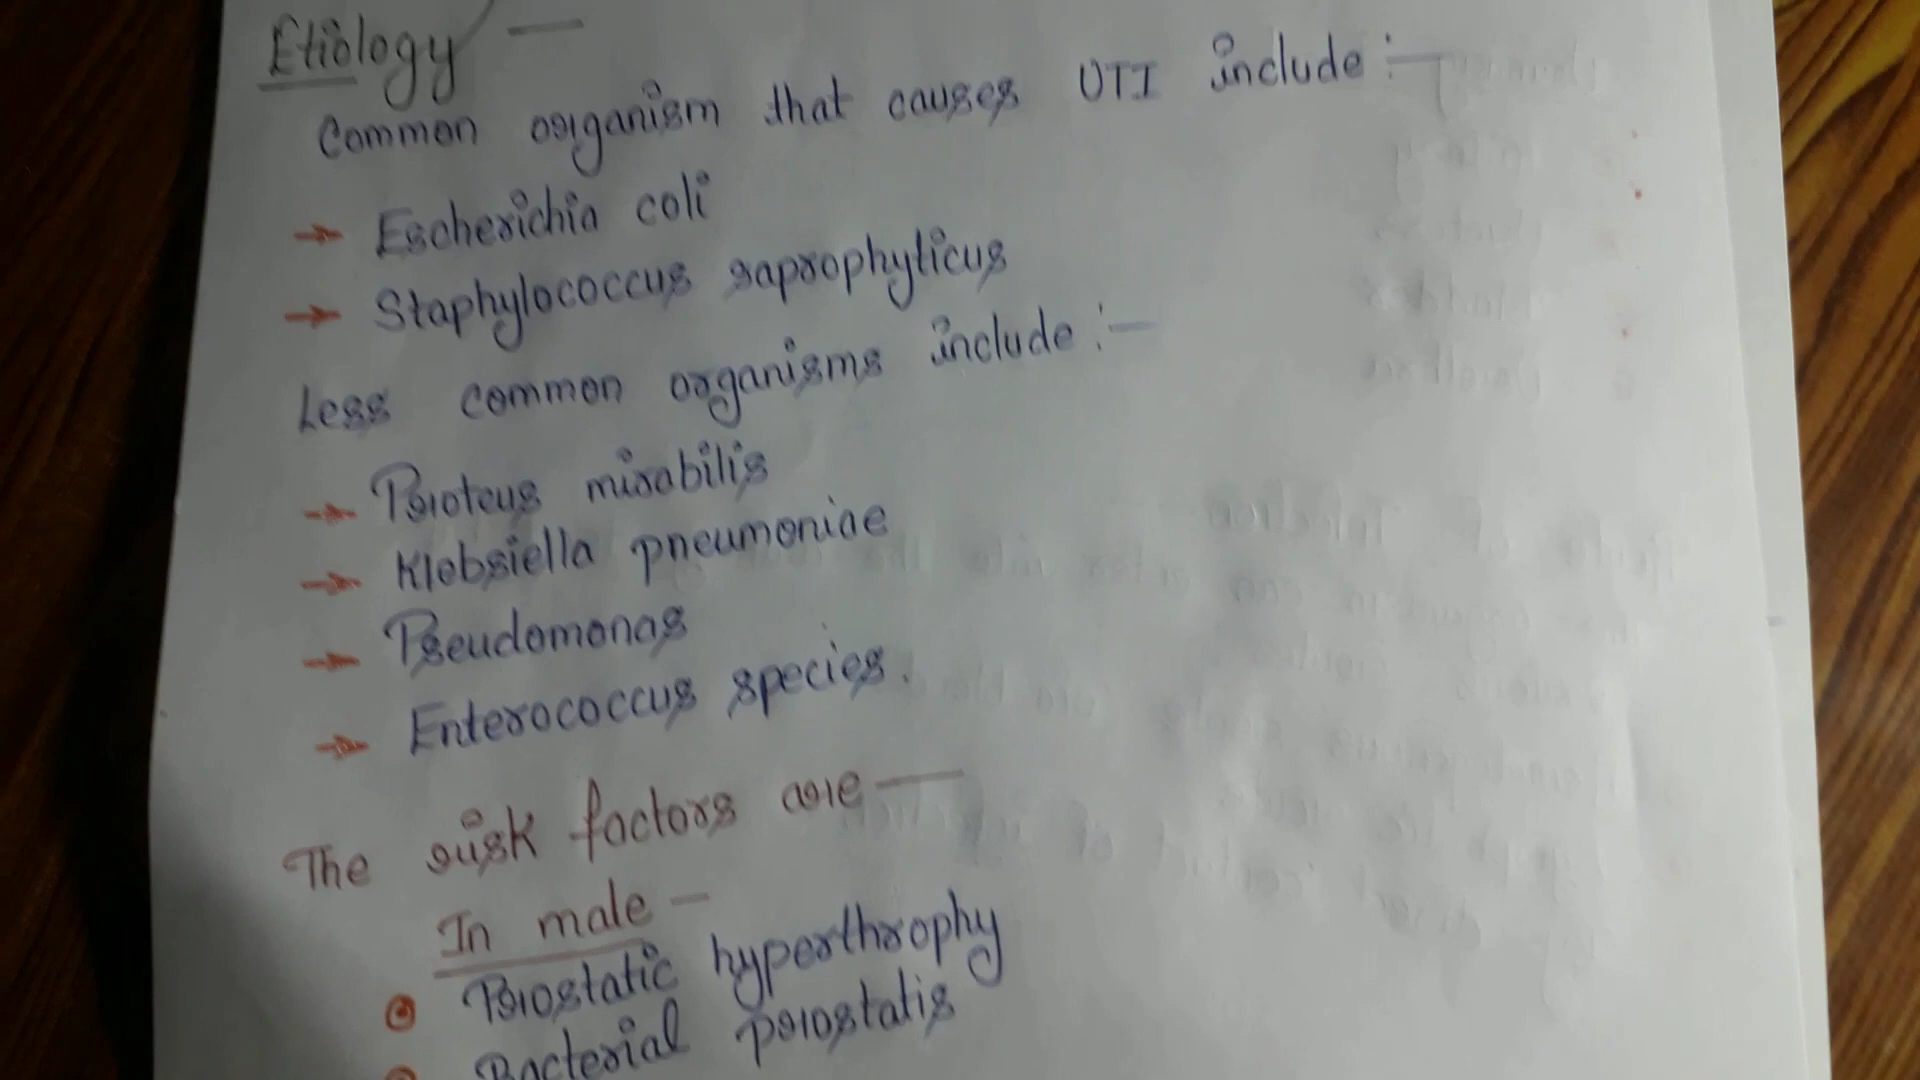 Etiology —
Common organism that causes UTI include :-
→ Escherichia coli
→ Staphylococcus saprophyticus
Less common organisms include :-
→ Proteus mirabilis
→ Klebsiella pneumoniae
→ Pseudomonas
→ Enterococcus species.
The risk factors are —
In male —
Prostatic hyperthrophy
Bacterial prostatis